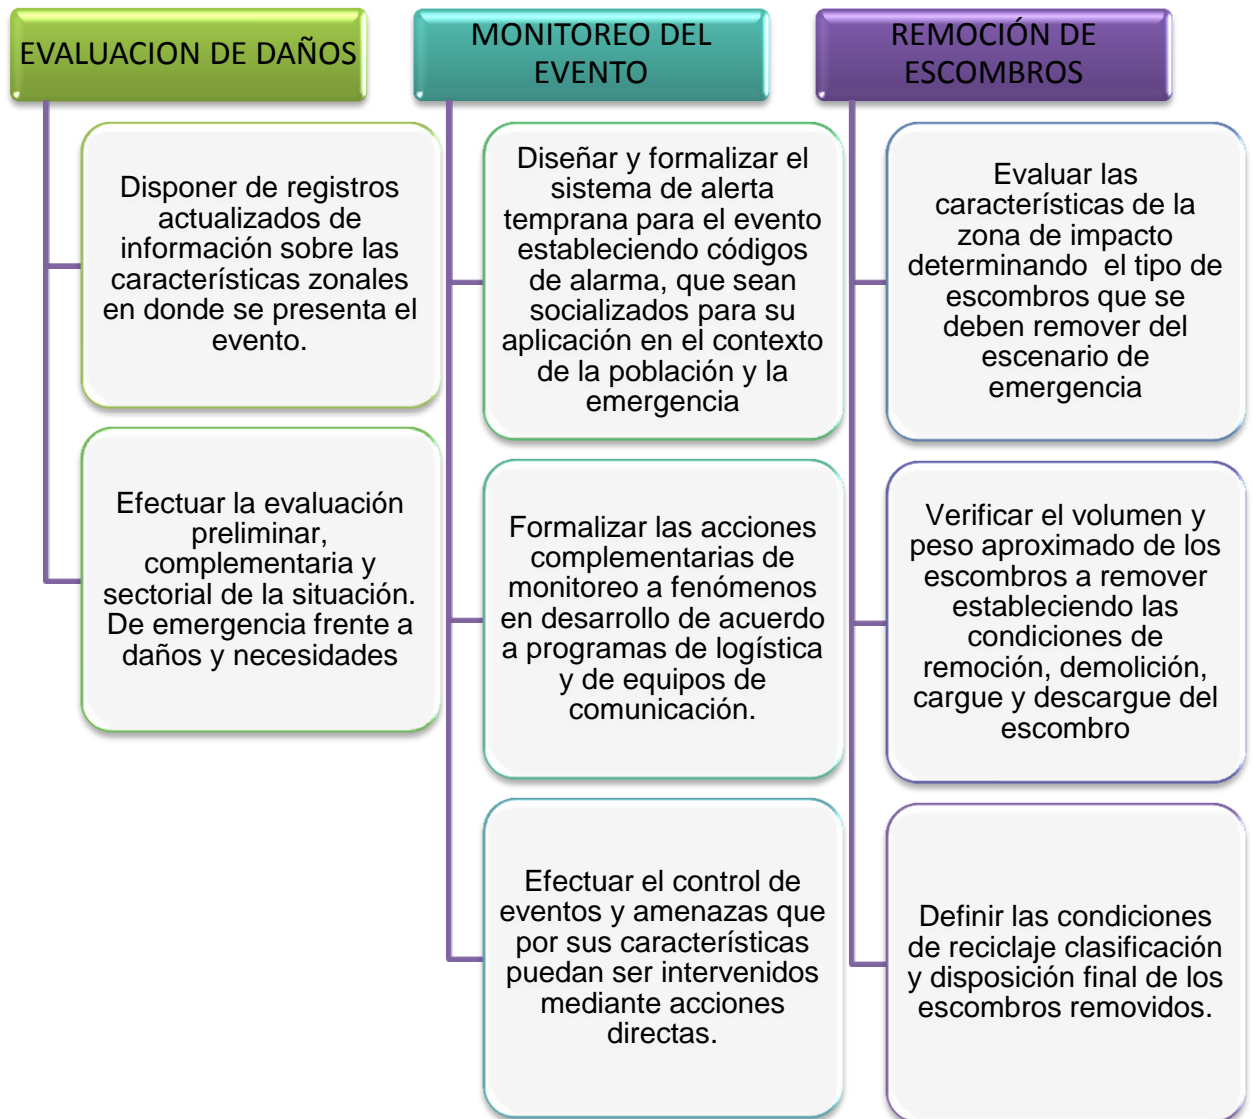 EVALUACION DE DAÑOS
Disponer de registros
actualizados de
información sobre las
características zonales
en donde se presenta el
evento.
Efectuar la evaluación
preliminar,
complementaria y
sectorial de la situación.
De emergencia frente a
daños y necesidades
MONITOREO DEL
EVENTO
Diseñar y formalizar el
sistema de alerta
temprana para el evento
estableciendo códigos
de alarma, que sean
socializados para su
aplicación en el contexto
de la población y la
emergencia
Formalizar las acciones
complementarias de
monitoreo a fenómenos
en desarrollo de acuerdo
a programas de logística
y de equipos de
comunicación.
Efectuar el control de
eventos y amenazas que
por sus características
puedan ser intervenidos
mediante acciones
directas.
REMOCIÓN DE
ESCOMBROS
Evaluar las
características de la
zona de impacto
determinando  el tipo de
escombros que se
deben remover del
escenario de
emergencia
Verificar el volumen y
peso aproximado de los
escombros a remover
estableciendo las
condiciones de
remoción, demolición,
cargue y descargue del
escombro
Definir las condiciones
de reciclaje clasificación
y disposición final de los
escombros removidos.